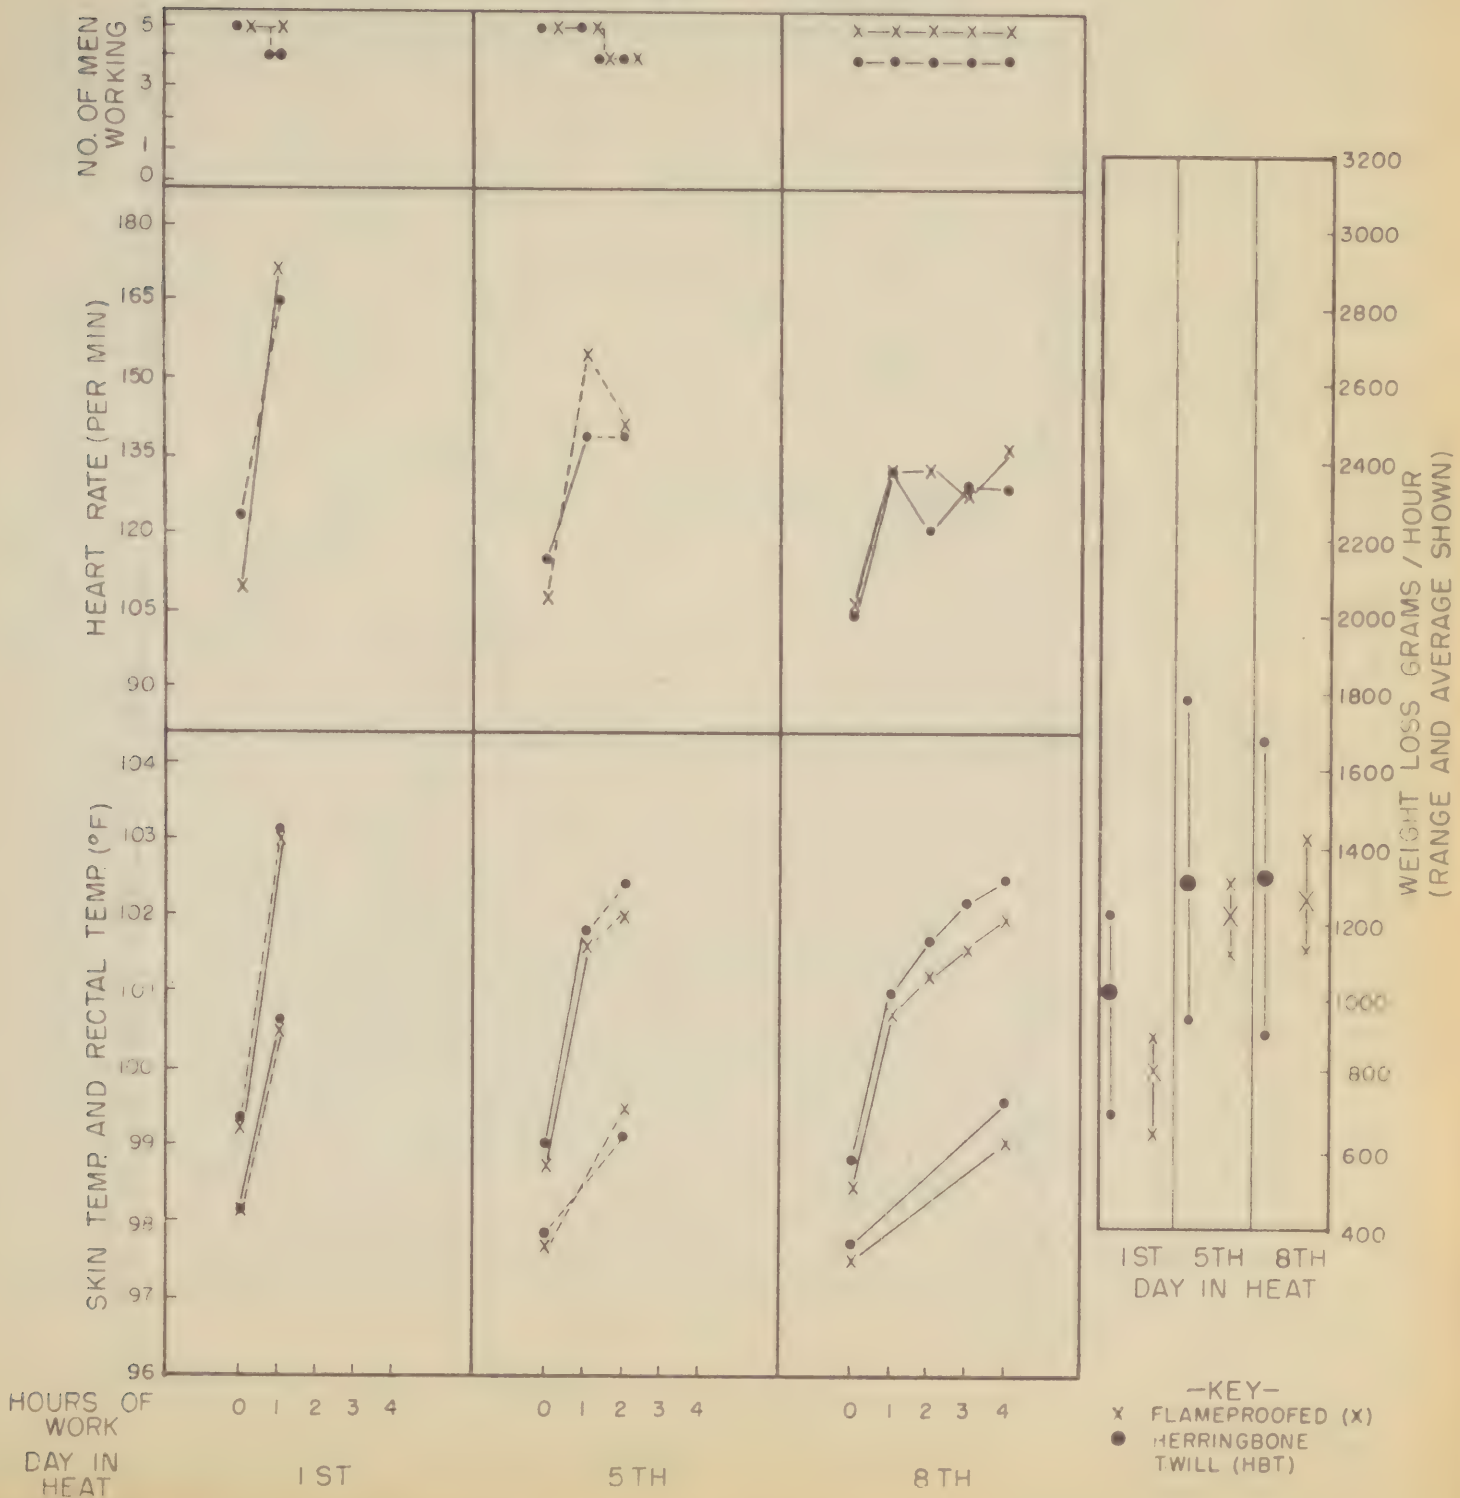 NO. OF MEN
WORKING
5
3
1
0
HEART RATE (PER MIN)
180
165
150
135
120
105
90
SKIN TEMP. AND RECTAL TEMP. (°F)
104
103
102
101
100
99
98
97
96
HOURS OF
WORK
0 1 2 3 4
0 1 2 3 4
0 1 2 3 4
DAY IN
HEAT
1ST
5TH
8TH
3200
3000
2800
2600
2400
2200
2000
1800
1600
1400
1200
1000
800
600
400
WEIGHT LOSS GRAMS / HOUR
(RANGE AND AVERAGE SHOWN)
1ST 5TH 8TH
DAY IN HEAT
—KEY—
X FLAMEPROOFED (X)
● HERRINGBONE
TWILL (HBT)